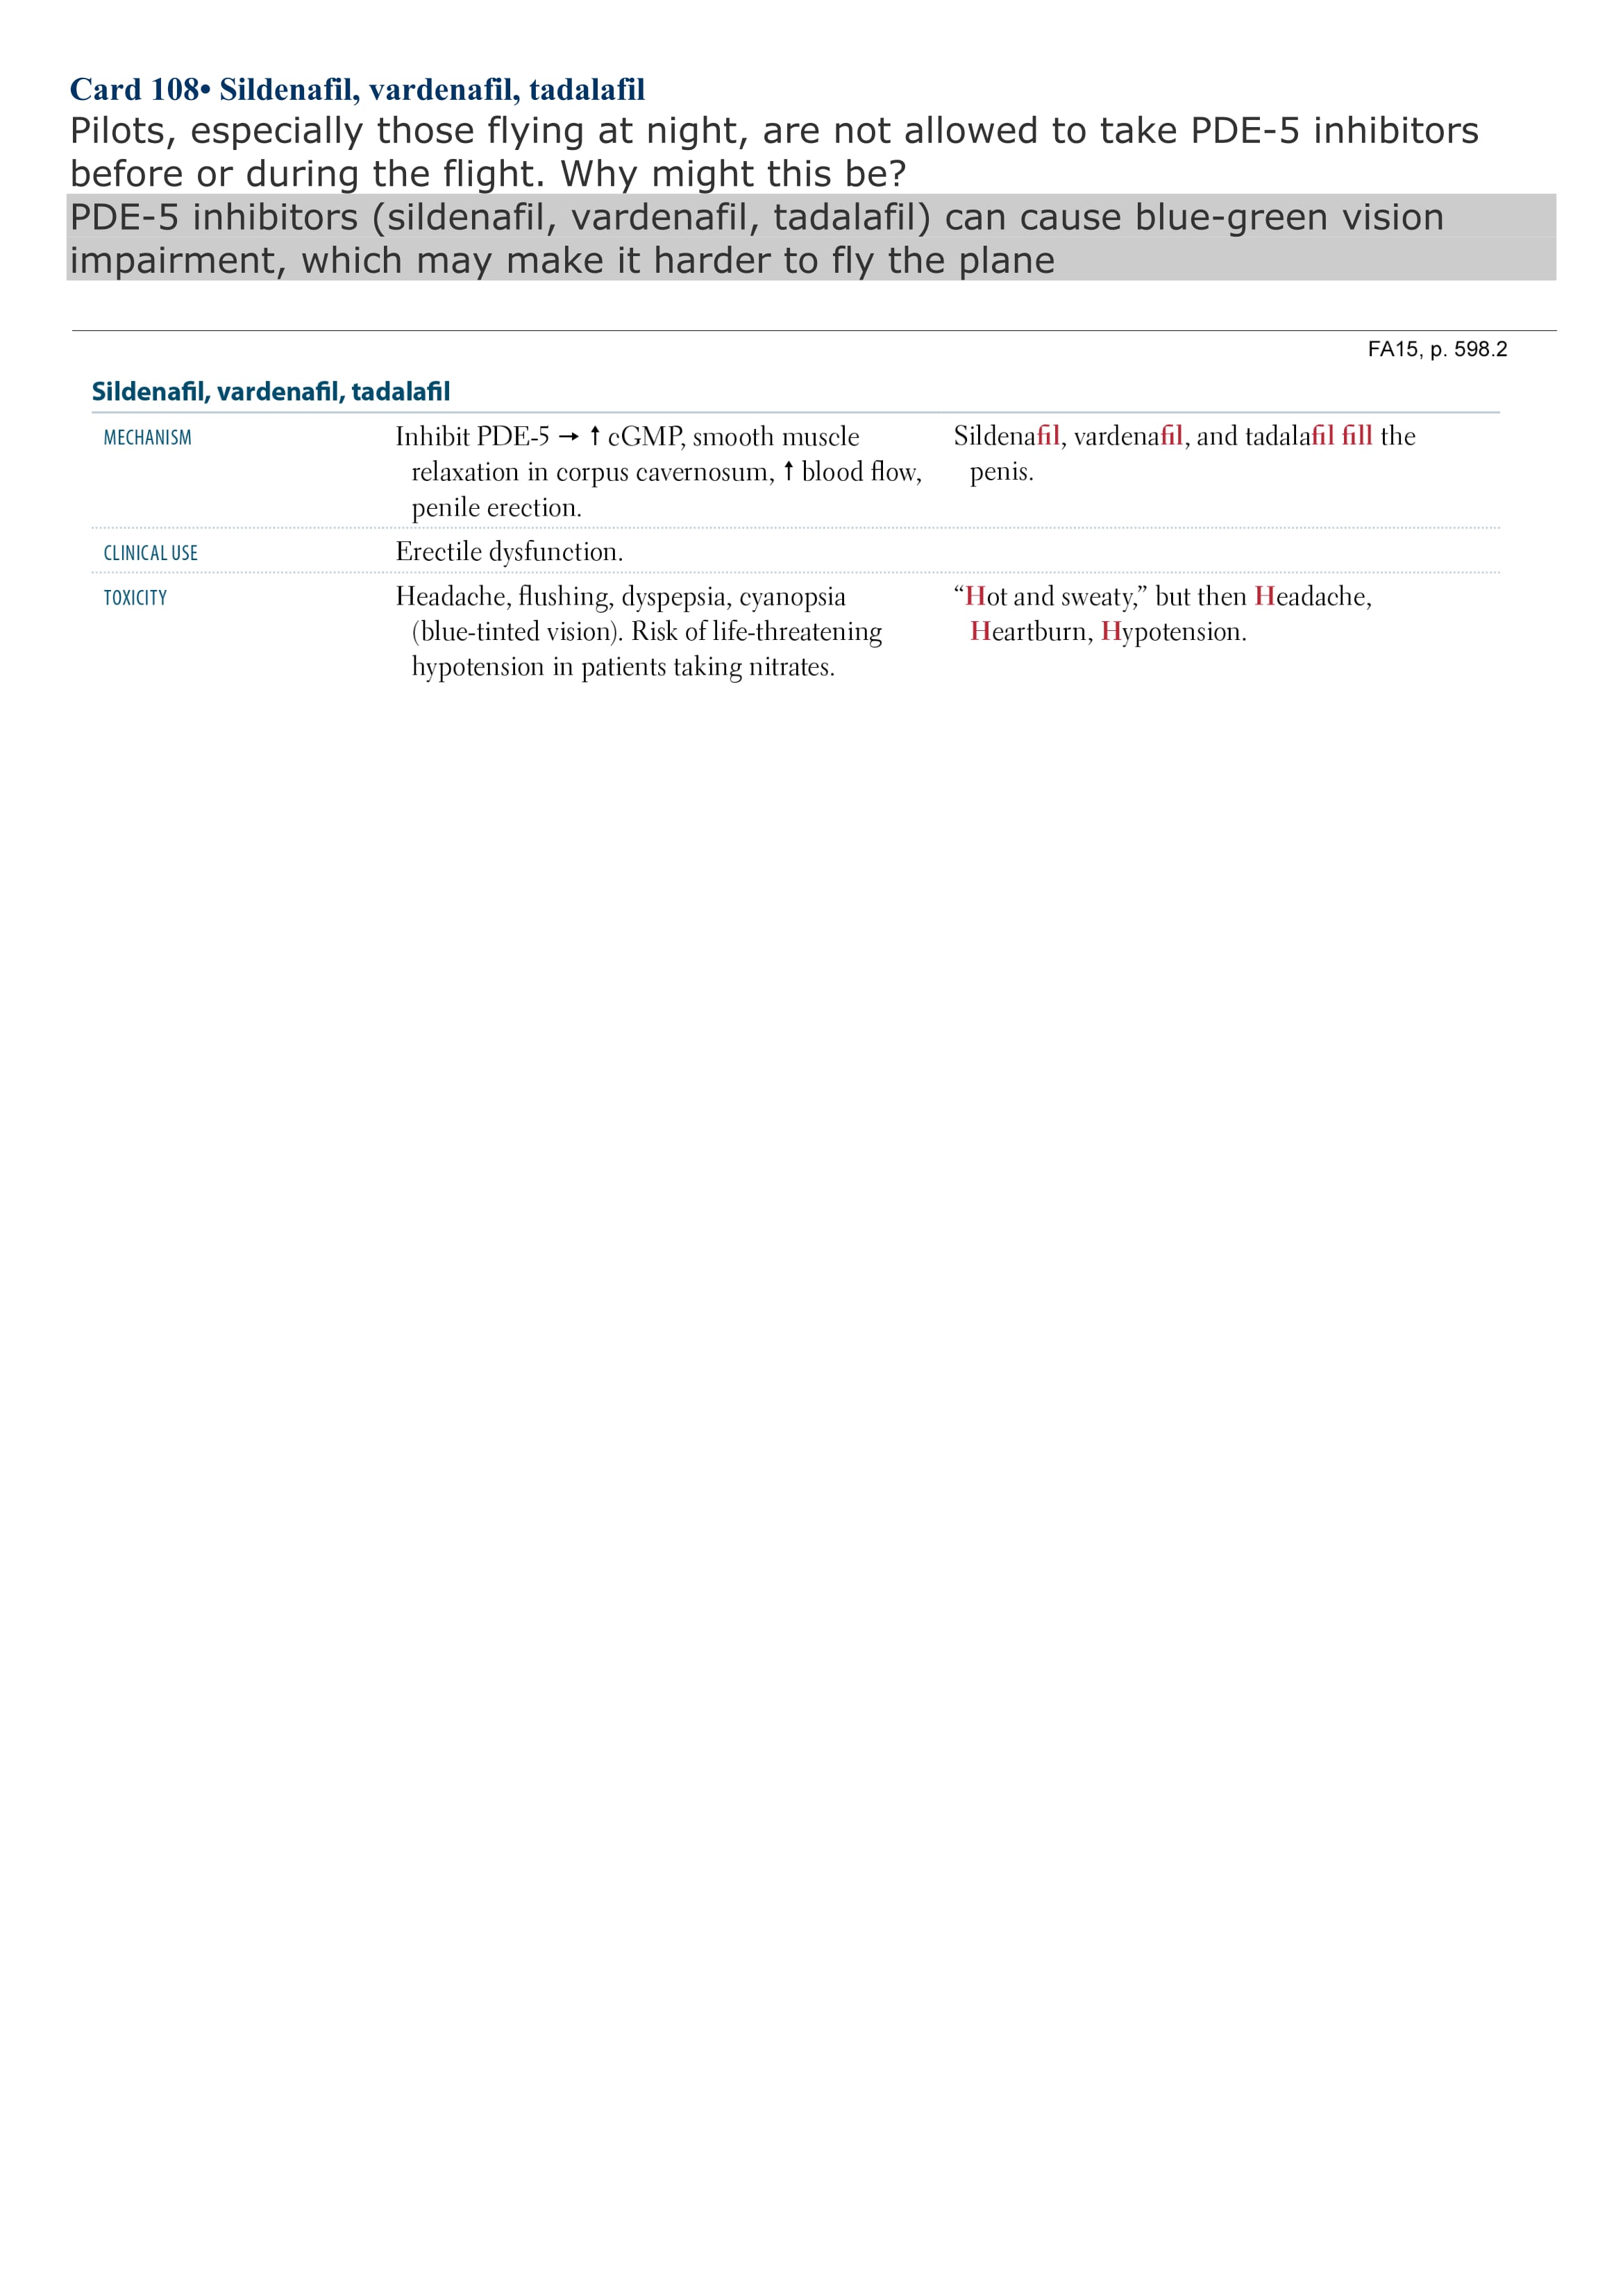 Card 108• Sildenafil, vardenafil, tadalafil
Pilots, especially those flying at night, are not allowed to take PDE-5 inhibitors
before or during the flight. Why might this be?
PDE-5 inhibitors (sildenafil, vardenafil, tadalafil) can cause blue-green vision
impairment, which may make it harder to fly the plane
FA15, p. 598.2
Sildenafil, vardenafil, tadalafil
MECHANISM
Inhibit PDE-5 → ↑ cGMP, smooth muscle
relaxation in corpus cavernosum, ↑ blood flow,
penile erection.
Sildenafil, vardenafil, and tadalafil fill the
penis.
CLINICAL USE
Erectile dysfunction.
TOXICITY
Headache, flushing, dyspepsia, cyanopsia
(blue-tinted vision). Risk of life-threatening
hypotension in patients taking nitrates.
“Hot and sweaty,” but then Headache,
Heartburn, Hypotension.